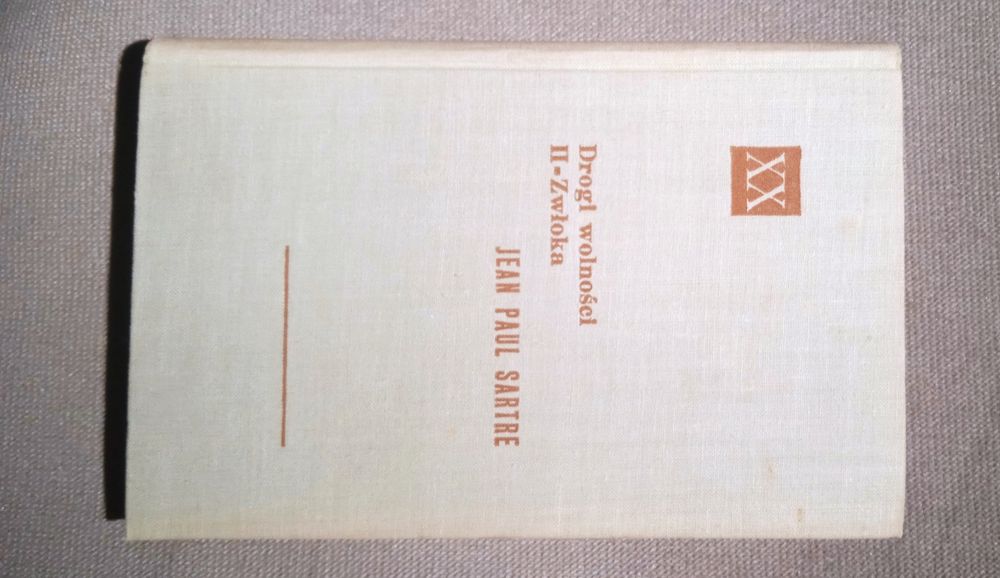 XX
Drogi wolności
II-Zwłoka
JEAN PAUL SARTRE